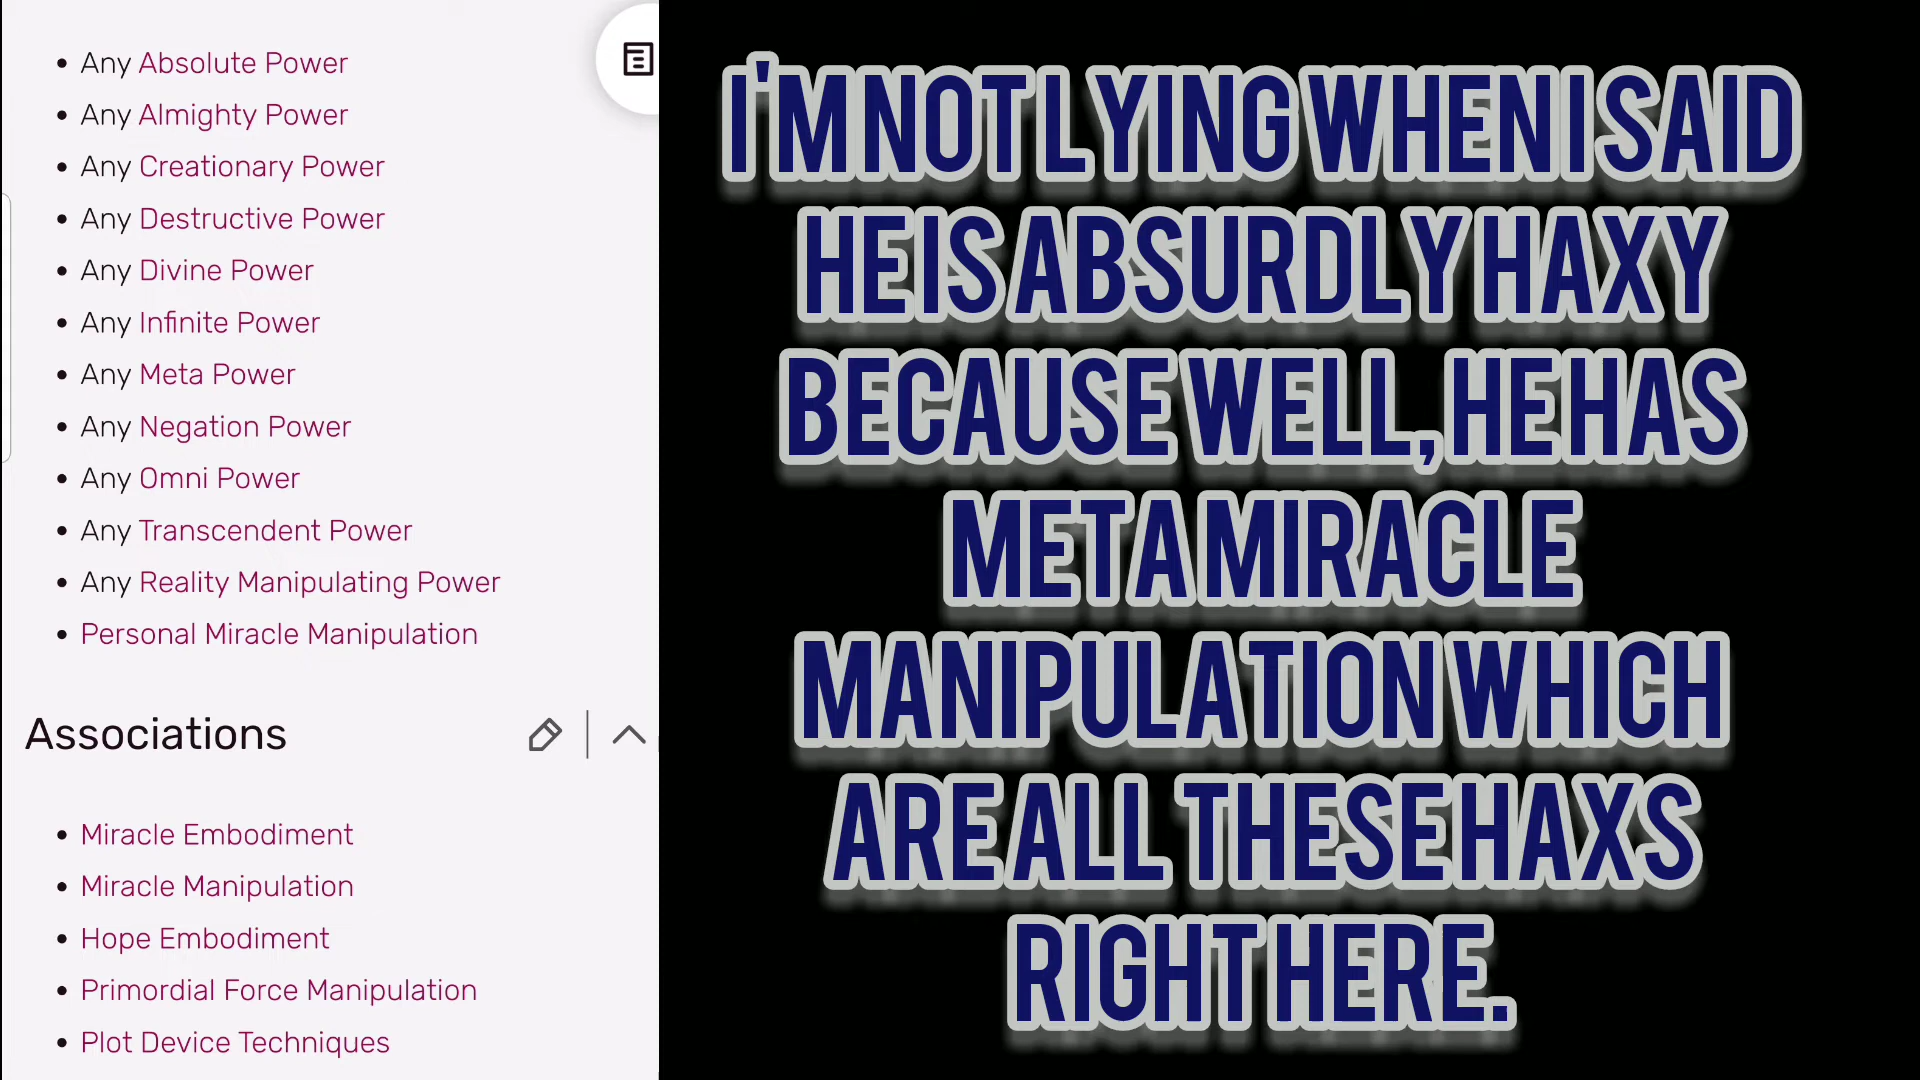 Any Absolute Power
Any Almighty Power
Any Creationary Power
Any Destructive Power
Any Divine Power
Any Infinite Power
Any Meta Power
Any Negation Power
Any Omni Power
Any Transcendent Power
Any Reality Manipulating Power
Personal Miracle Manipulation
Associations
Miracle Embodiment
Miracle Manipulation
Hope Embodiment
Primordial Force Manipulation
Plot Device Techniques
I'M NOT LYING WHEN I SAID
HE IS ABSURDLY HAXY
BECAUSE WELL, HE HAS
META MIRACLE
MANIPULATION WHICH
ARE ALL THESE HAXS
RIGHT HERE.